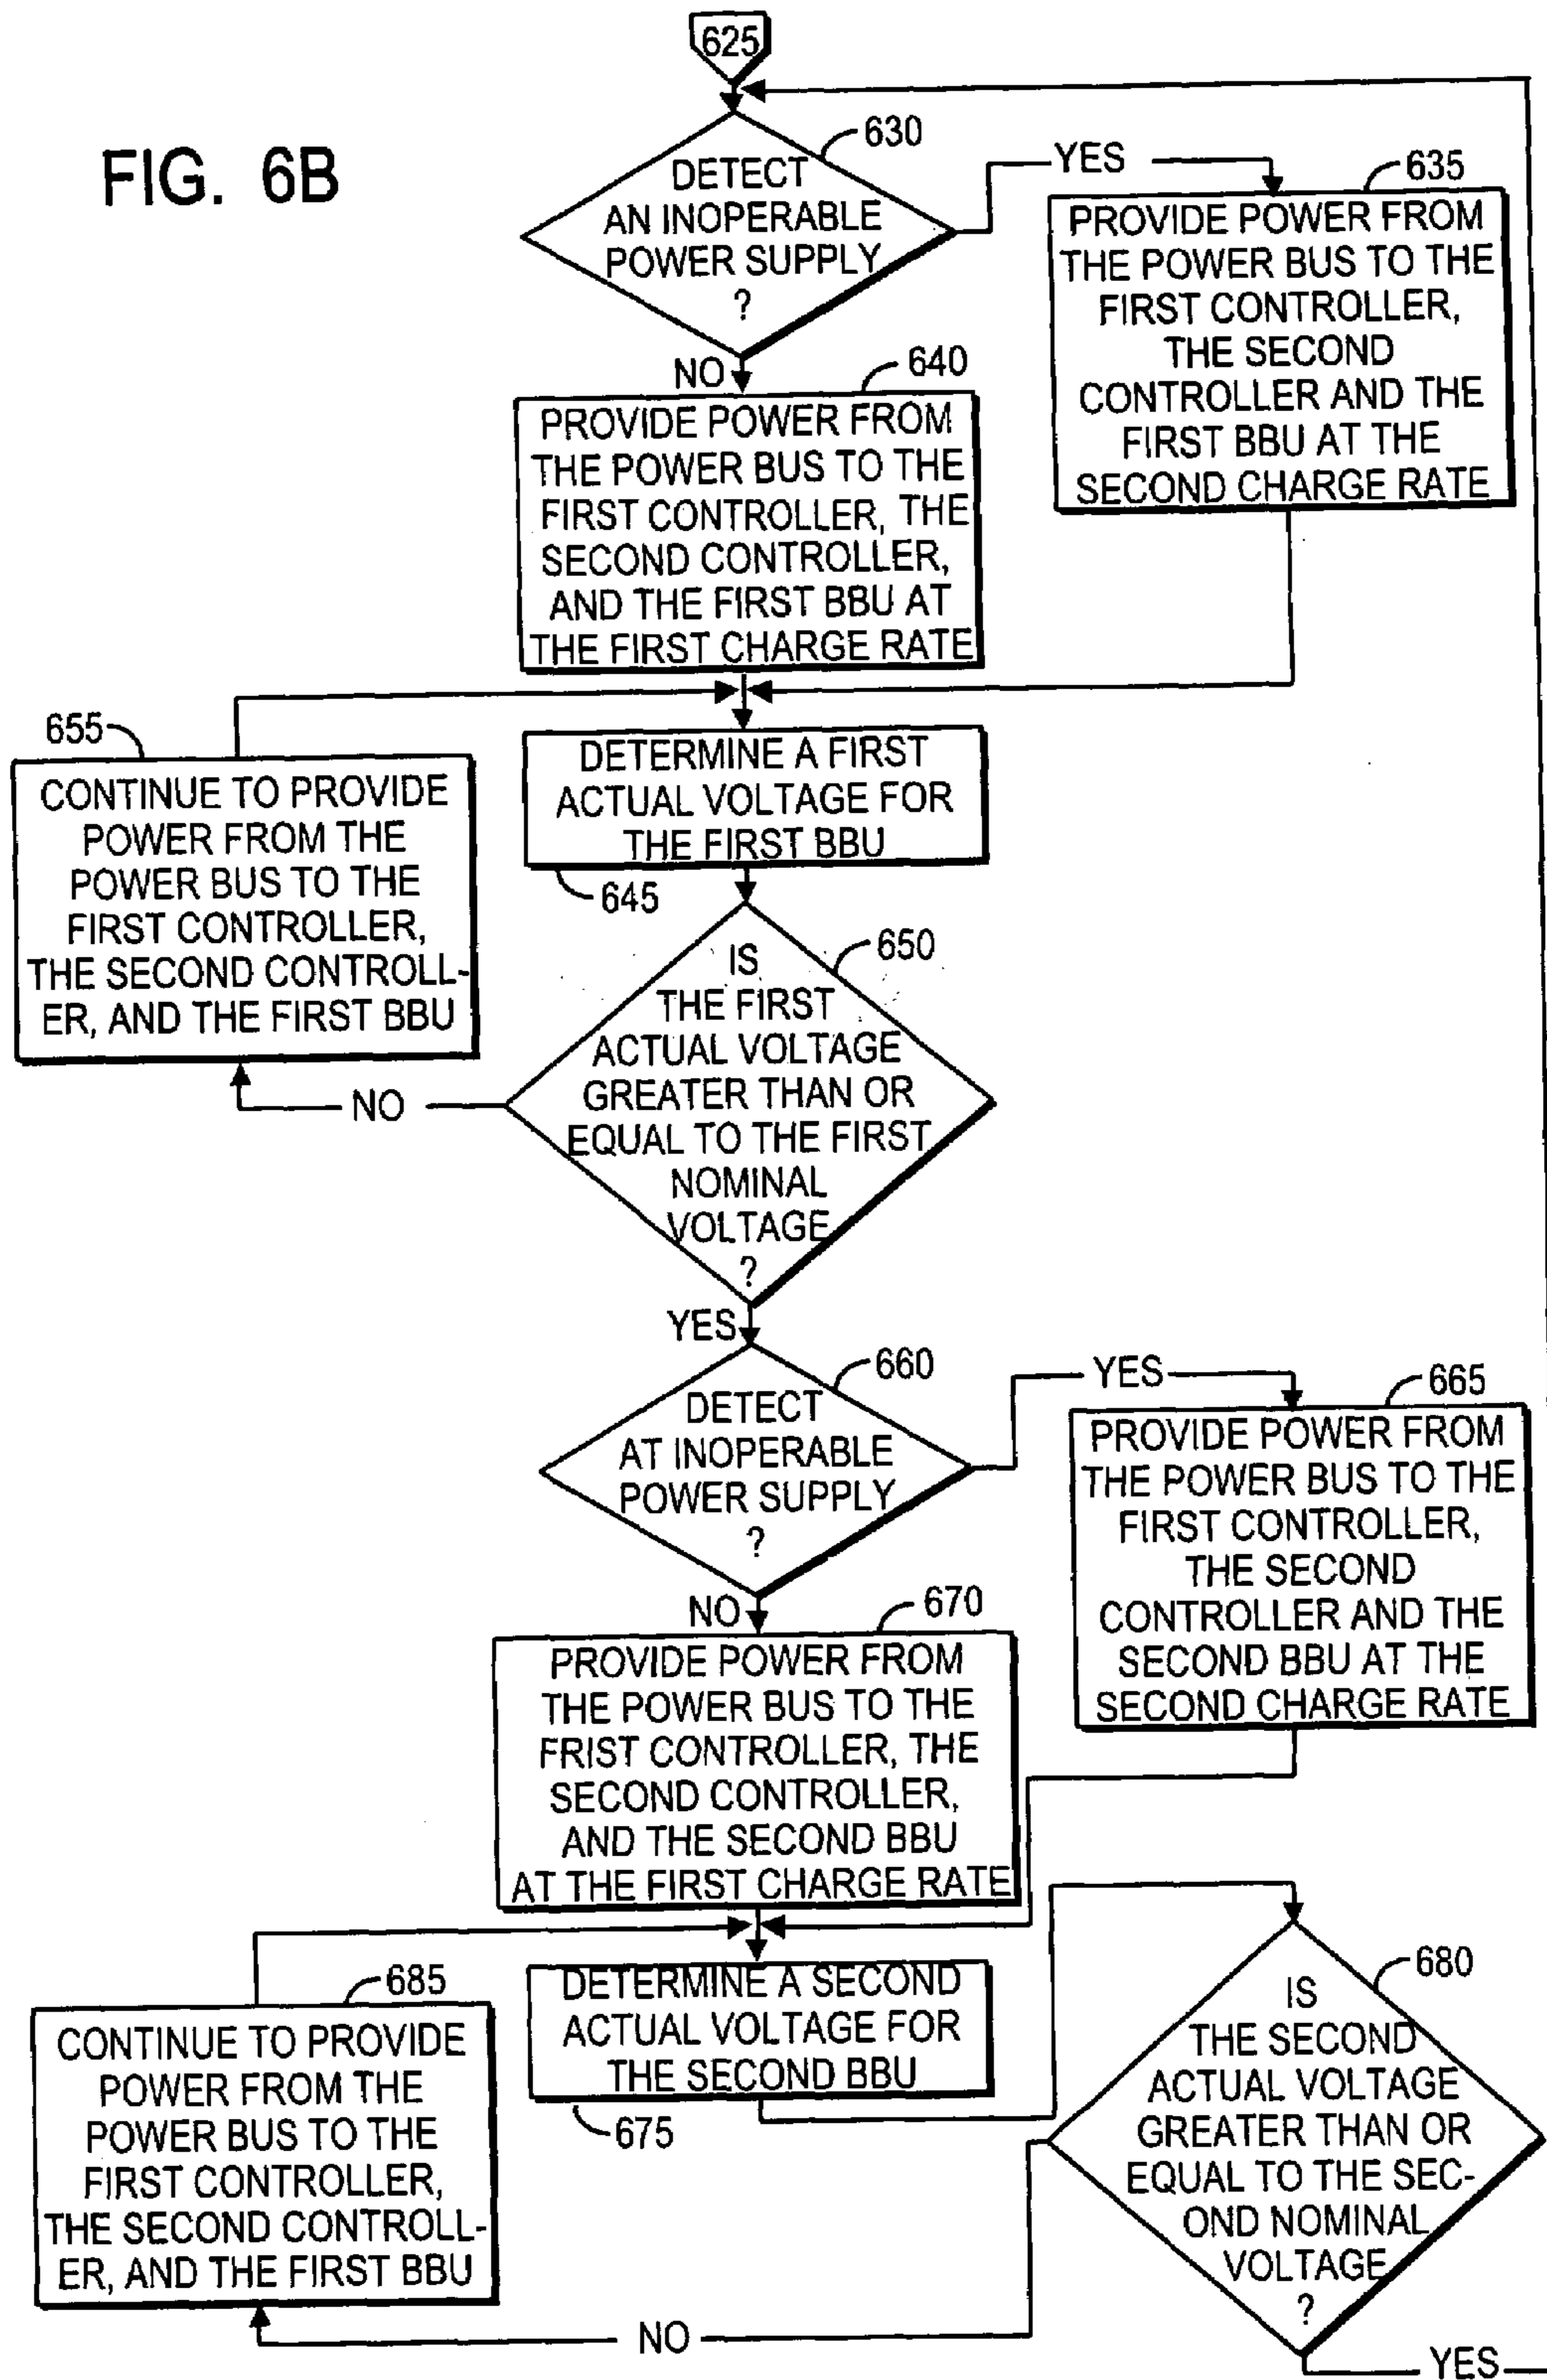 625
FIG. 6B
630
DETECT
AN INOPERABLE
POWER SUPPLY
?
YES
635
PROVIDE POWER FROM
THE POWER BUS TO THE
FIRST CONTROLLER,
THE SECOND
CONTROLLER AND THE
FIRST BBU AT THE
SECOND CHARGE RATE
NO
640
PROVIDE POWER FROM
THE POWER BUS TO THE
FIRST CONTROLLER, THE
SECOND CONTROLLER,
AND THE FIRST BBU AT
THE FIRST CHARGE RATE
655
CONTINUE TO PROVIDE
POWER FROM THE
POWER BUS TO THE
FIRST CONTROLLER,
THE SECOND CONTROLL-
ER, AND THE FIRST BBU
DETERMINE A FIRST
ACTUAL VOLTAGE FOR
THE FIRST BBU
645
650
IS
THE FIRST
ACTUAL VOLTAGE
GREATER THAN OR
EQUAL TO THE FIRST
NOMINAL
VOLTAGE
?
NO
YES
660
DETECT
AT INOPERABLE
POWER SUPPLY
?
YES
665
PROVIDE POWER FROM
THE POWER BUS TO THE
FIRST CONTROLLER,
THE SECOND
CONTROLLER AND THE
SECOND BBU AT THE
SECOND CHARGE RATE
NO
670
PROVIDE POWER FROM
THE POWER BUS TO THE
FRIST CONTROLLER, THE
SECOND CONTROLLER,
AND THE SECOND BBU
AT THE FIRST CHARGE RATE
685
CONTINUE TO PROVIDE
POWER FROM THE
POWER BUS TO THE
FIRST CONTROLLER,
THE SECOND CONTROLL-
ER, AND THE FIRST BBU
DETERMINE A SECOND
ACTUAL VOLTAGE FOR
THE SECOND BBU
675
680
IS
THE SECOND
ACTUAL VOLTAGE
GREATER THAN OR
EQUAL TO THE SEC-
OND NOMINAL
VOLTAGE
?
NO
YES